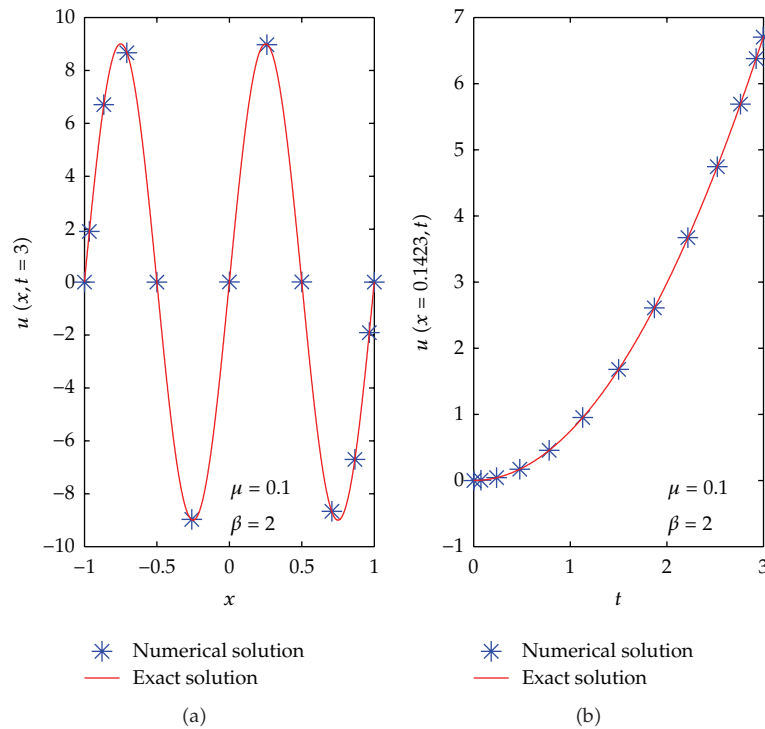 10
8
6
4
2
0
−2
−4
−6
−8
−10
u (x, t = 3)
−1
−0.5
0
0.5
1
x
μ = 0.1
β = 2
Numerical solution
Exact solution
(a)
7
6
5
4
3
2
1
0
−1
u (x = 0.1423, t)
0
1
2
3
t
μ = 0.1
β = 2
Numerical solution
Exact solution
(b)